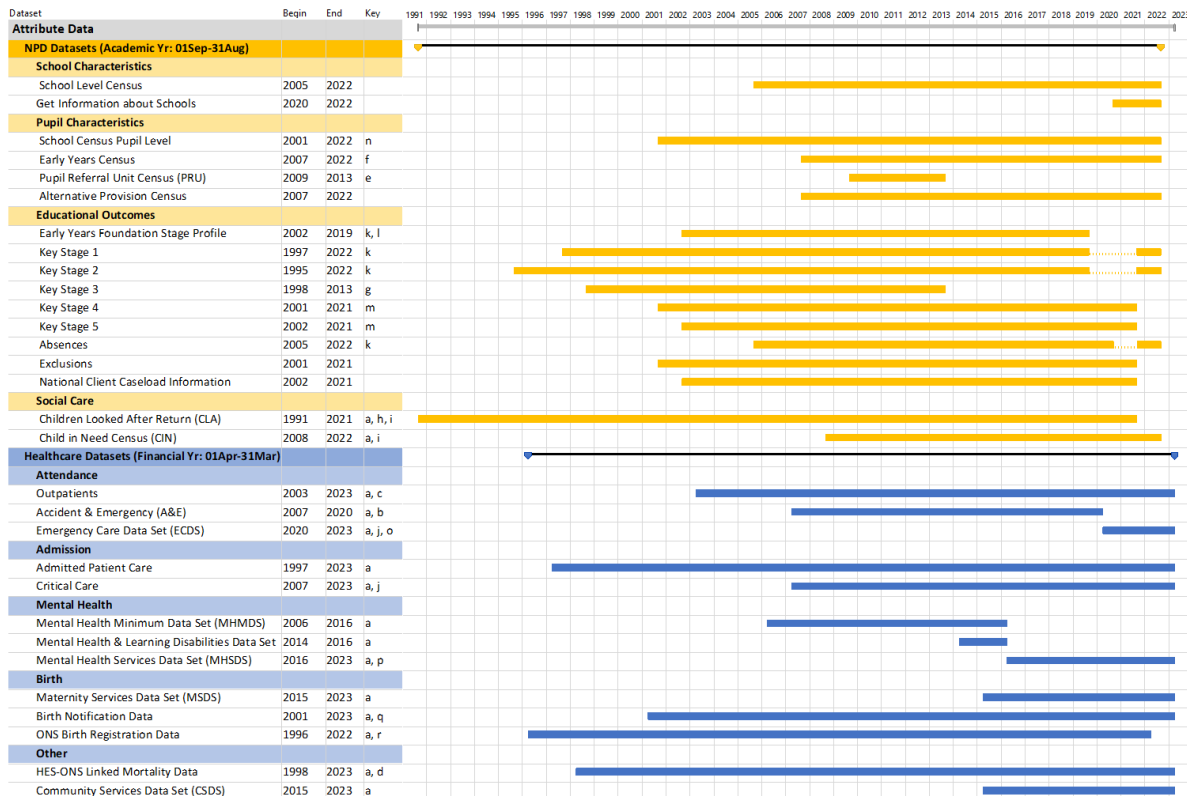 Dataset Begin End Key 1991 1992 1993 1994 1995 1996 1997 1998 1999 2000 2001 2002 2003 2004 2005 2006 2007 2008 2009 2010 2011 2012 2013 2014 2015 2016 2017 2018 2019 2020 2021 2022 2023
Attribute Data
NPD Datasets (Academic Yr: 01Sep-31Aug)
School Characteristics
School Level Census 2005 2022
Get Information about Schools 2020 2022
Pupil Characteristics
School Census Pupil Level 2001 2022 n
Early Years Census 2007 2022 f
Pupil Referral Unit Census (PRU) 2009 2013 e
Alternative Provision Census 2007 2022
Educational Outcomes
Early Years Foundation Stage Profile 2002 2019 k, l
Key Stage 1 1997 2022 k
Key Stage 2 1995 2022 k
Key Stage 3 1998 2013 g
Key Stage 4 2001 2021 m
Key Stage 5 2002 2021 m
Absences 2005 2022 k
Exclusions 2001 2021
National Client Caseload Information 2002 2021
Social Care
Children Looked After Return (CLA) 1991 2021 a, h, i
Child in Need Census (CIN) 2008 2022 a, i
Healthcare Datasets (Financial Yr: 01Apr-31Mar)
Attendance
Outpatients 2003 2023 a, c
Accident & Emergency (A&E) 2007 2020 a, b
Emergency Care Data Set (ECDS) 2020 2023 a, j, o
Admission
Admitted Patient Care 1997 2023 a
Critical Care 2007 2023 a, j
Mental Health
Mental Health Minimum Data Set (MHMDS) 2006 2016 a
Mental Health & Learning Disabilities Data Set 2014 2016 a
Mental Health Services Data Set (MHSDS) 2016 2023 a, p
Birth
Maternity Services Data Set (MSDS) 2015 2023 a
Birth Notification Data 2001 2023 a, q
ONS Birth Registration Data 1996 2022 a, r
Other
HES-ONS Linked Mortality Data 1998 2023 a, d
Community Services Data Set (CSDS) 2015 2023 a